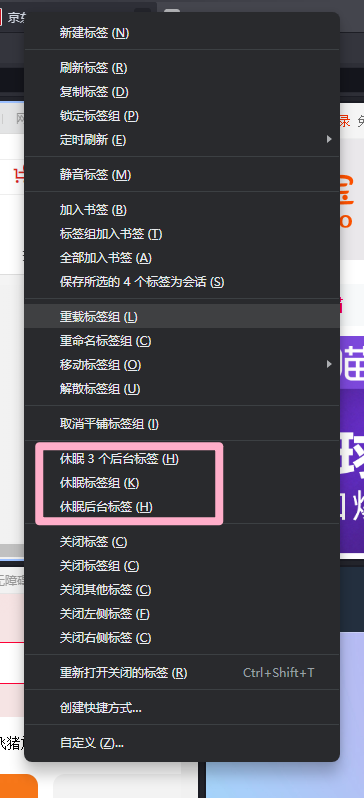 京东
新建标签 (N)
刷新标签 (R)
复制标签 (D)
锁定标签组 (P)
定时刷新 (E)
静音标签 (M)
加入书签 (B)
标签组加入书签 (T)
全部加入书签 (A)
保存所选的 4 个标签为会话 (S)
重载标签组 (L)
重命名标签组 (C)
移动标签组 (O)
解散标签组 (U)
取消平铺标签组 (I)
休眠 3 个后台标签 (H)
休眠标签组 (K)
休眠后台标签 (H)
关闭标签 (C)
关闭标签组 (C)
关闭其他标签 (C)
关闭左侧标签 (F)
关闭右侧标签 (C)
重新打开关闭的标签 (R) Ctrl+Shift+T
创建快捷方式...
自定义 (Z)...
无障碍
飞猪